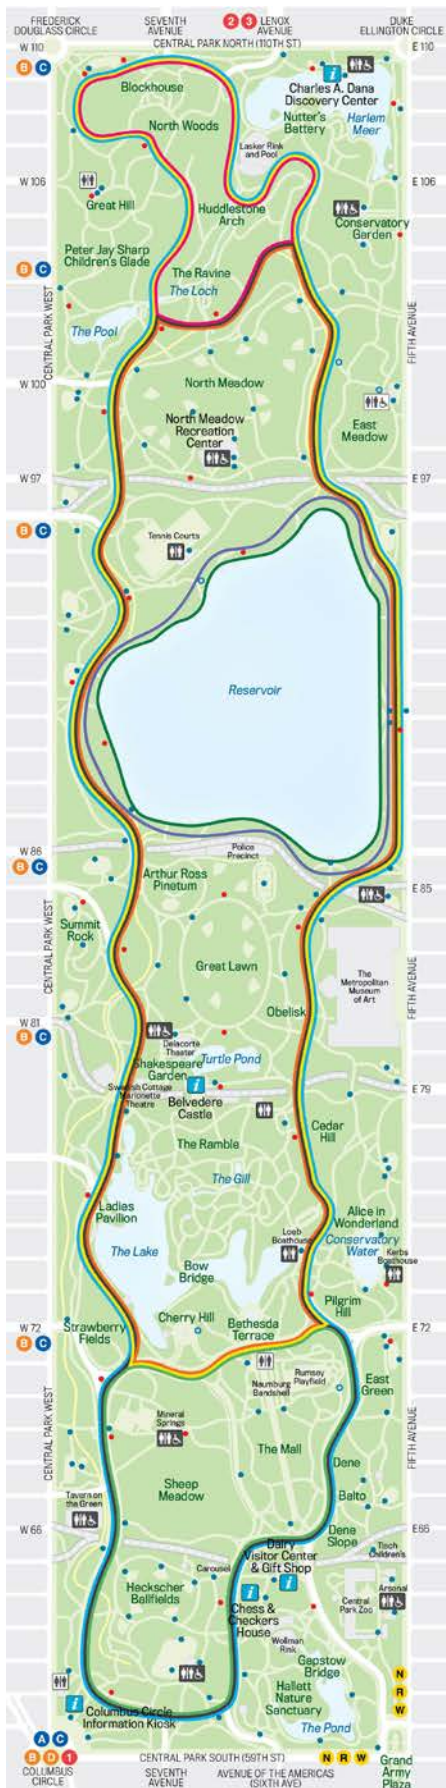 FREDERICK
DOUGLASS CIRCLE
SEVENTH
AVENUE
2 3
LENOX
AVENUE
DUKE
ELLINGTON CIRCLE
W 110
CENTRAL PARK NORTH (110TH ST)
E 110
B C
Blockhouse
i
Charles A. Dana
Discovery Center
North Woods
Nutter's
Battery
Harlem
Meer
Lasker Rink
and Pool
W 106
E 106
Great Hill
Huddlestone
Arch
Conservatory
Garden
Peter Jay Sharp
Children's Glade
B C
The Ravine
The Loch
CENTRAL PARK WEST
FIFTH AVENUE
The Pool
W 100
North Meadow
North Meadow
Recreation
Center
East
Meadow
W 97
E 97
B C
Tennis Courts
Reservoir
Police
Precinct
W 86
B C
Arthur Ross
Pinetum
E 85
Summit
Rock
CENTRAL PARK WEST
Great Lawn
The
Metropolitan
Museum
of Art
FIFTH AVENUE
Obelisk
W 81
B C
Delacorte
Theater
Turtle Pond
Shakespeare
Garden
Swedish Cottage
Marionette
Theatre
i
Belvedere
Castle
E 79
The Ramble
Cedar
Hill
The Gill
Ladies
Pavilion
Alice in
Wonderland
Loeb
Boathouse
Conservatory
Water
Kerbs
Boathouse
The Lake
Bow
Bridge
Pilgrim
Hill
Cherry Hill
Bethesda
Terrace
W 72
B C
Strawberry
Fields
E 72
Rumsey
Playfield
Naumburg
Bandshell
East
Green
CENTRAL PARK WEST
FIFTH AVENUE
Mineral
Springs
The Mall
Dene
Sheep
Meadow
Balto
Tavern on
the Green
Dene
Slope
W 66
E 65
Dairy
Visitor Center
& Gift Shop
Tisch
Children's
Carousel
i
i
Heckscher
Ballfields
Chess &
Checkers
House
Central
Park Zoo
Arsenal
Wollman
Rink
Gapstow
Bridge
Hallett
Nature
Sanctuary
N
R
W
i
Columbus Circle
Information Kiosk
The Pond
A C
B D 1
COLUMBUS
CIRCLE
CENTRAL PARK SOUTH (59TH ST)
N R W
SEVENTH
AVENUE
AVENUE OF THE AMERICAS
(SIXTH AVE)
Grand
Army
Plaza